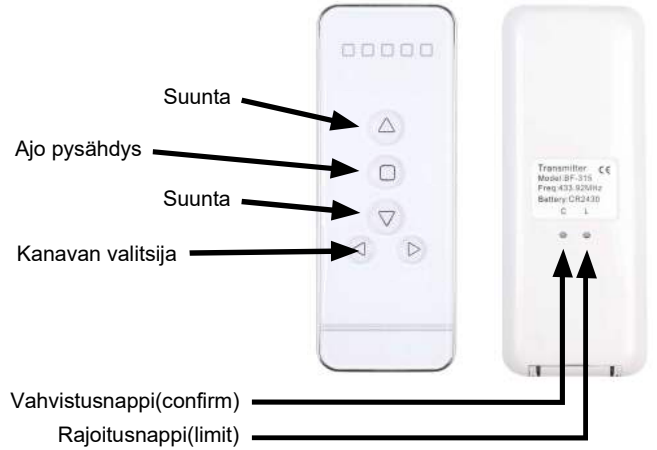 Suunta
Ajo pysähdys
Suunta
Kanavan valitsija
Transmitter CE
Model:BF-315
Freq:433.92MHz
Battery:CR2430
C L
Vahvistusnappi(confirm)
Rajoitusnappi(limit)